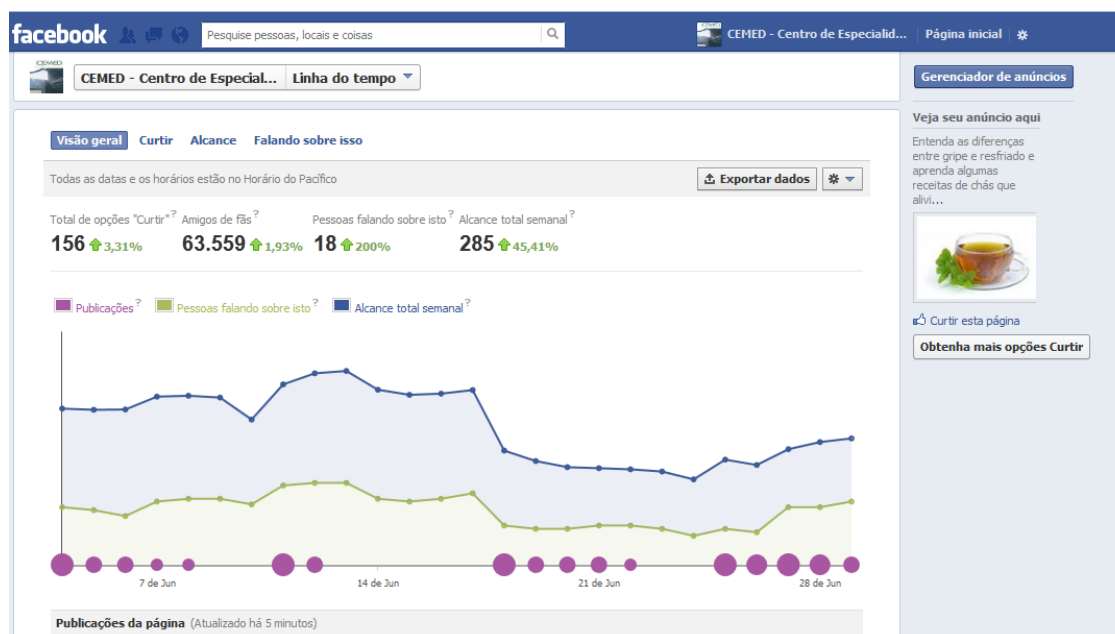 facebook
Pesquise pessoas, locais e coisas
CEMED - Centro de Especialid...
Página inicial
CEMED
CEMED - Centro de Especial...
Linha do tempo
Gerenciador de anúncios
Visão geral
Curtir
Alcance
Falando sobre isso
Todas as datas e os horários estão no Horário do Pacífico
Exportar dados
Total de opções "Curtir"?
Amigos de fãs?
Pessoas falando sobre isto?
Alcance total semanal?
156 3,31%
63.559 1,93%
18 200%
285 45,41%
Publicações?
Pessoas falando sobre isto?
Alcance total semanal?
7 de Jun
14 de Jun
21 de Jun
28 de Jun
Publicações da página (Atualizado há 5 minutos)
Veja seu anúncio aqui
Entenda as diferenças
entre gripe e resfriado e
aprenda algumas
receitas de chás que
alivi...
Curtir esta página
Obtenha mais opções Curtir